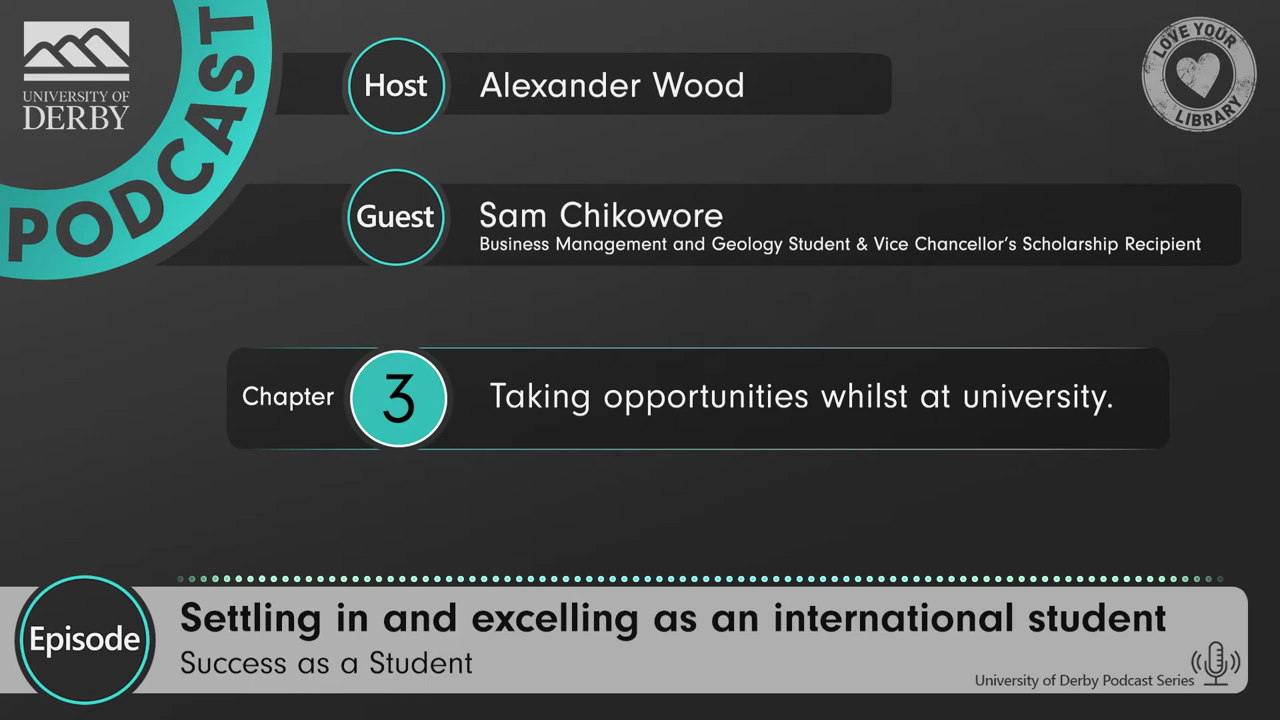 PODCAST
UNIVERSITY OF
DERBY
Host
Alexander Wood
LOVE YOUR
LIBRARY
Guest
Sam Chikowore
Business Management and Geology Student & Vice Chancellor's Scholarship Recipient
Chapter
3
Taking opportunities whilst at university.
Episode
Settling in and excelling as an international student
Success as a Student
University of Derby Podcast Series